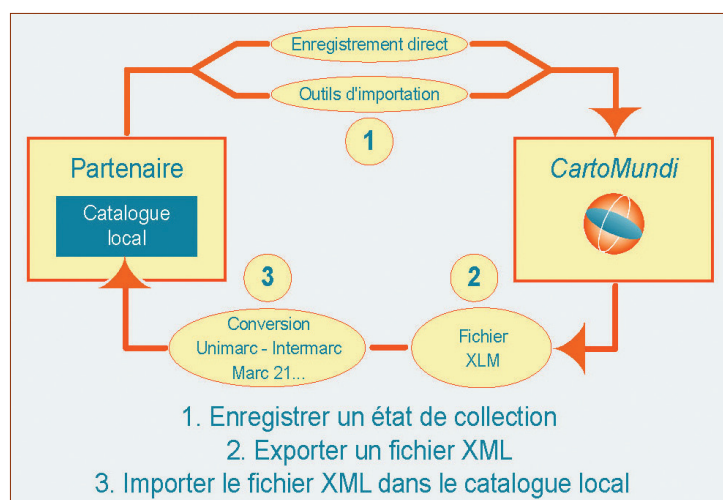 Enregistrement direct
Outils d'importation
1
Partenaire
Catalogue
local
CartoMundi
3
2
Conversion
Unimarc - Intermarc
Marc 21...
Fichier
XLM
1. Enregistrer un état de collection
2. Exporter un fichier XML
3. Importer le fichier XML dans le catalogue local